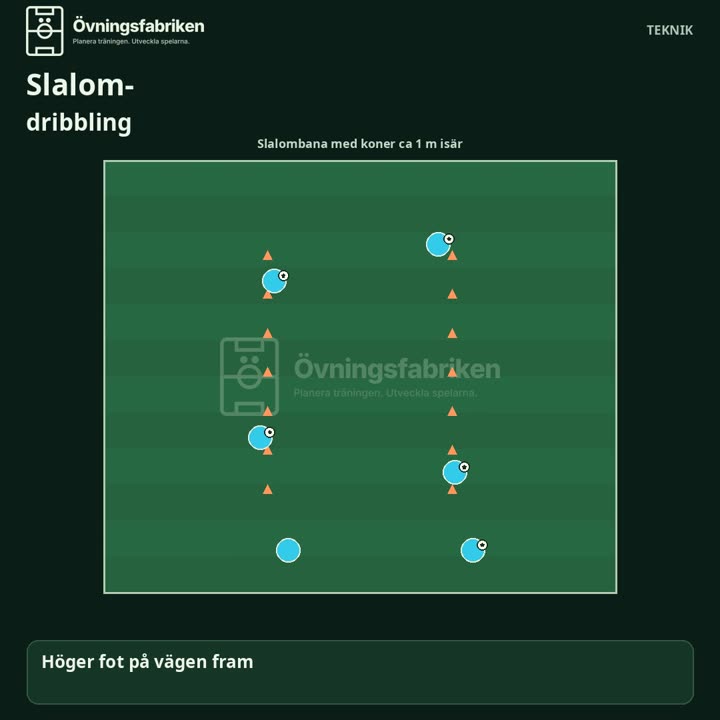 Övningsfabriken
Planera träningen. Utveckla spelarna.
TEKNIK
Slalom-
dribbling
Slalombana med koner ca 1 m isär
Övningsfabriken
Planera träningen. Utveckla spelarna.
Höger fot på vägen fram